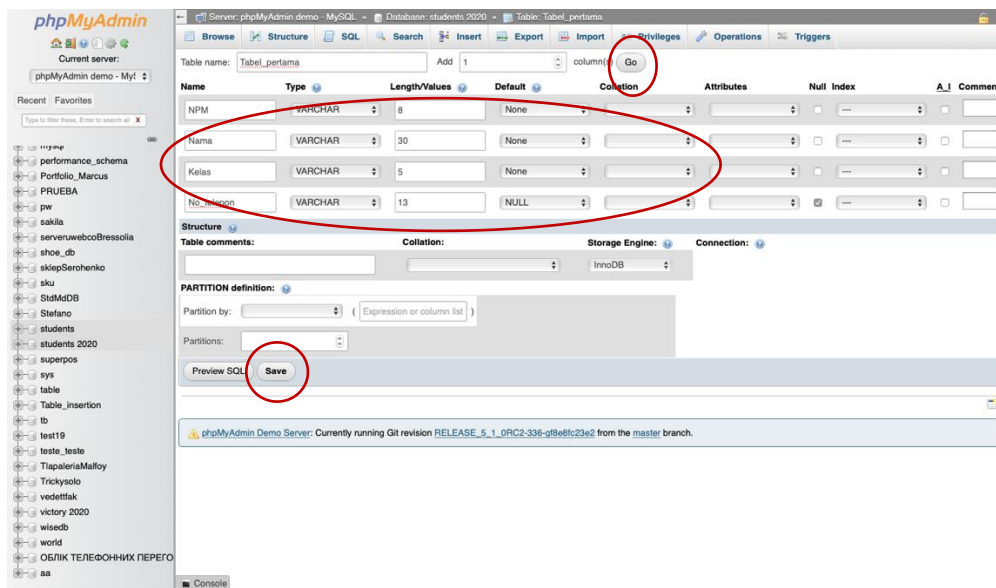 phpMyAdmin
Current server:
phpMyAdmin demo - My!
Recent Favorites
Type to filter these, Enter to search all X
mysql
performance_schema
Portfolio_Marcus
PRUEBA
pw
sakila
serveruwebcoBressolia
shoe_db
sklepSerohenko
sku
StdMdDB
Stefano
students
students 2020
superpos
sys
table
Table_insertion
tb
test19
teste_teste
TlapaleriaMalfoy
Trickysolo
vedettfak
victory 2020
wisedb
world
ОБЛІК ТЕЛЕФОННИХ ПЕРЕГО
aa
Server: phpMyAdmin demo - MySQL » Database: students 2020 » Table: Tabel_pertama
Browse Structure SQL Search Insert Export Import Privileges Operations Triggers
Table name: Tabel_pertama Add 1 column(s) Go
Name Type Length/Values Default Collation Attributes Null Index A_I Commen
NPM VARCHAR 8 None ---
Nama VARCHAR 30 None ---
Kelas VARCHAR 5 None ---
No_telepon VARCHAR 13 NULL ---
Structure
Table comments: Collation: Storage Engine: Connection:
InnoDB
PARTITION definition:
Partition by: ( Expression or column list )
Partitions:
Preview SQL Save
phpMyAdmin Demo Server: Currently running Git revision RELEASE_5_1_0RC2-336-gf8e8fc23e2 from the master branch.
Console